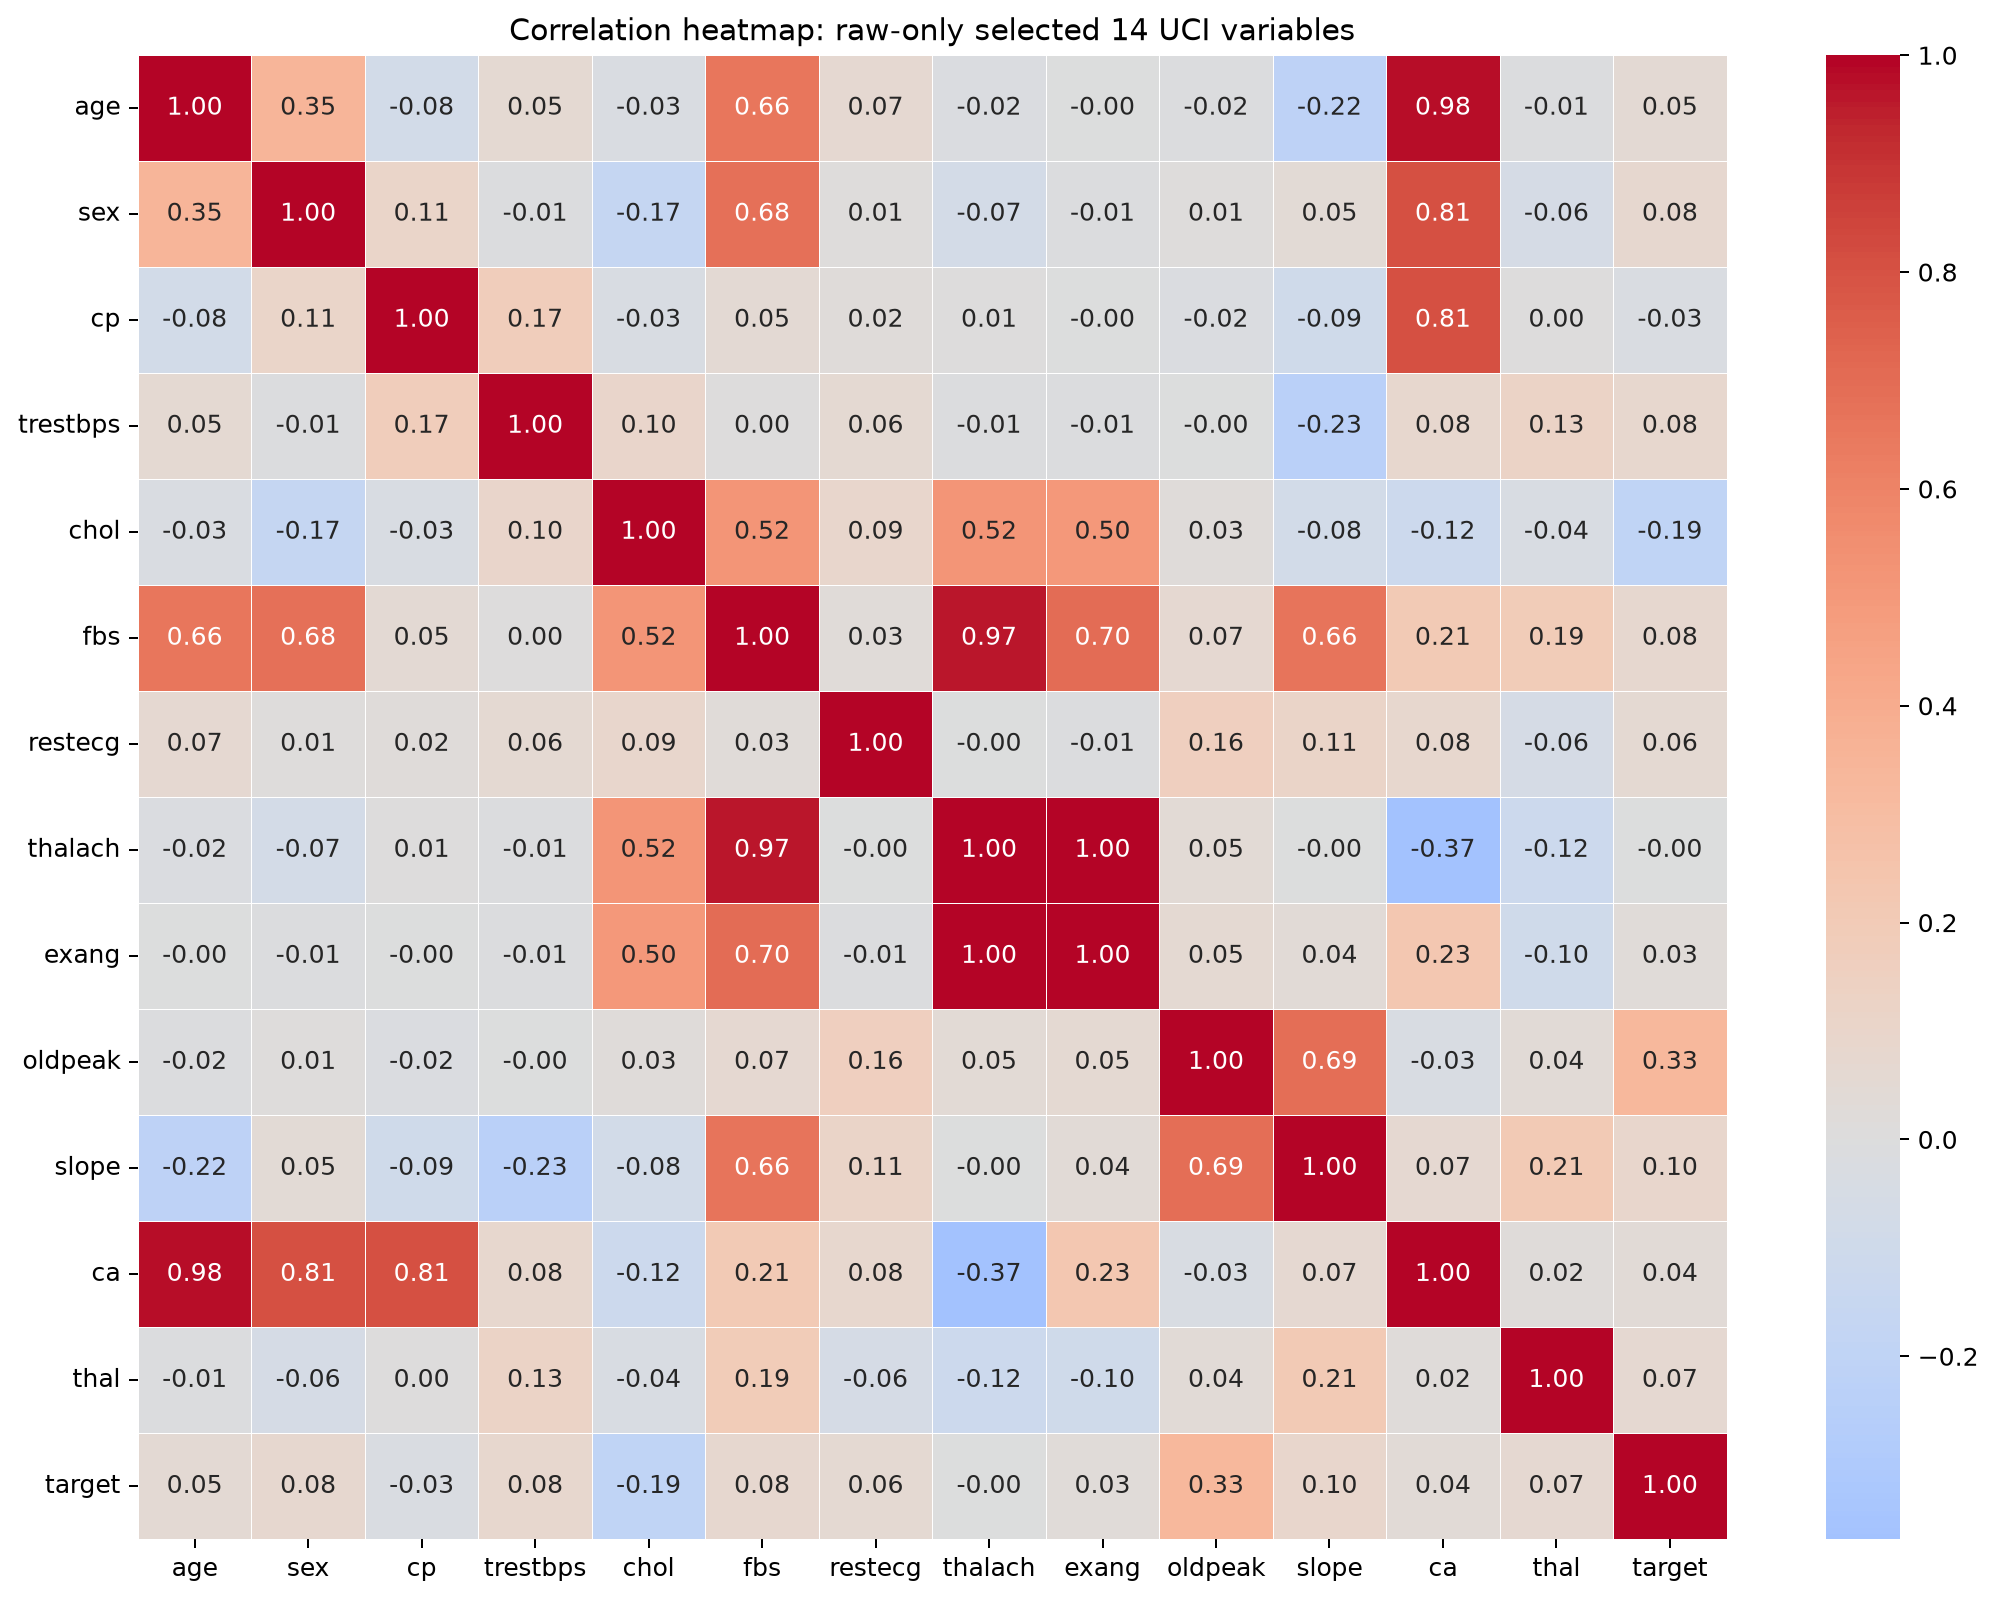 Correlation heatmap: raw-only selected 14 UCI variables
age 1.00 0.35 -0.08 0.05 -0.03 0.66 0.07 -0.02 -0.00 -0.02 -0.22 0.98 -0.01 0.05
sex 0.35 1.00 0.11 -0.01 -0.17 0.68 0.01 -0.07 -0.01 0.01 0.05 0.81 -0.06 0.08
cp -0.08 0.11 1.00 0.17 -0.03 0.05 0.02 0.01 -0.00 -0.02 -0.09 0.81 0.00 -0.03
trestbps 0.05 -0.01 0.17 1.00 0.10 0.00 0.06 -0.01 -0.01 -0.00 -0.23 0.08 0.13 0.08
chol -0.03 -0.17 -0.03 0.10 1.00 0.52 0.09 0.52 0.50 0.03 -0.08 -0.12 -0.04 -0.19
fbs 0.66 0.68 0.05 0.00 0.52 1.00 0.03 0.97 0.70 0.07 0.66 0.21 0.19 0.08
restecg 0.07 0.01 0.02 0.06 0.09 0.03 1.00 -0.00 -0.01 0.16 0.11 0.08 -0.06 0.06
thalach -0.02 -0.07 0.01 -0.01 0.52 0.97 -0.00 1.00 1.00 0.05 -0.00 -0.37 -0.12 -0.00
exang -0.00 -0.01 -0.00 -0.01 0.50 0.70 -0.01 1.00 1.00 0.05 0.04 0.23 -0.10 0.03
oldpeak -0.02 0.01 -0.02 -0.00 0.03 0.07 0.16 0.05 0.05 1.00 0.69 -0.03 0.04 0.33
slope -0.22 0.05 -0.09 -0.23 -0.08 0.66 0.11 -0.00 0.04 0.69 1.00 0.07 0.21 0.10
ca 0.98 0.81 0.81 0.08 -0.12 0.21 0.08 -0.37 0.23 -0.03 0.07 1.00 0.02 0.04
thal -0.01 -0.06 0.00 0.13 -0.04 0.19 -0.06 -0.12 -0.10 0.04 0.21 0.02 1.00 0.07
target 0.05 0.08 -0.03 0.08 -0.19 0.08 0.06 -0.00 0.03 0.33 0.10 0.04 0.07 1.00
age sex cp trestbps chol fbs restecg thalach exang oldpeak slope ca thal target
1.0
0.8
0.6
0.4
0.2
0.0
−0.2